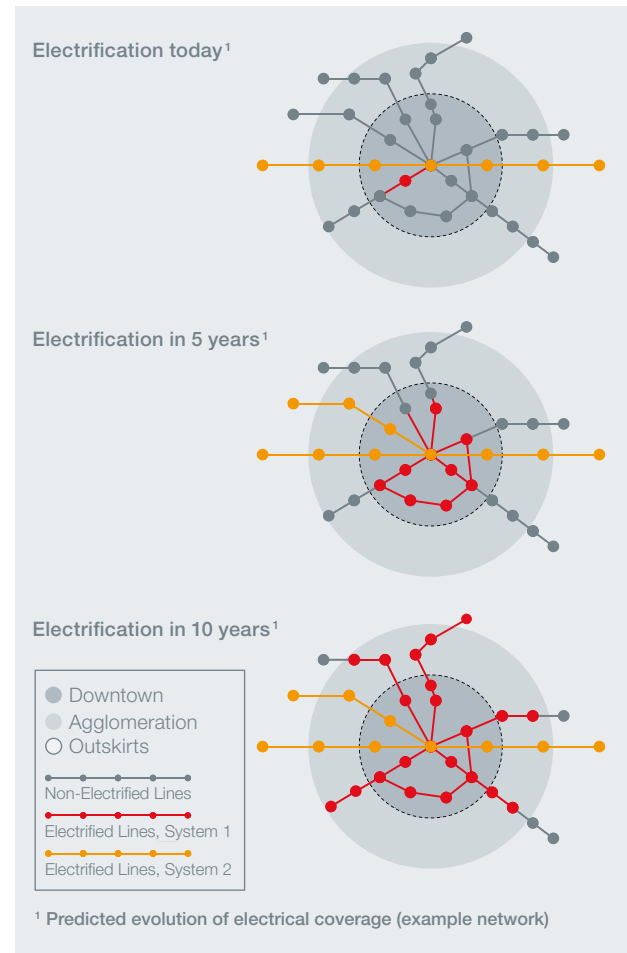 Electrification today¹
Electrification in 5 years¹
Electrification in 10 years¹
Downtown
Agglomeration
Outskirts
Non-Electrified Lines
Electrified Lines, System 1
Electrified Lines, System 2
¹ Predicted evolution of electrical coverage (example network)